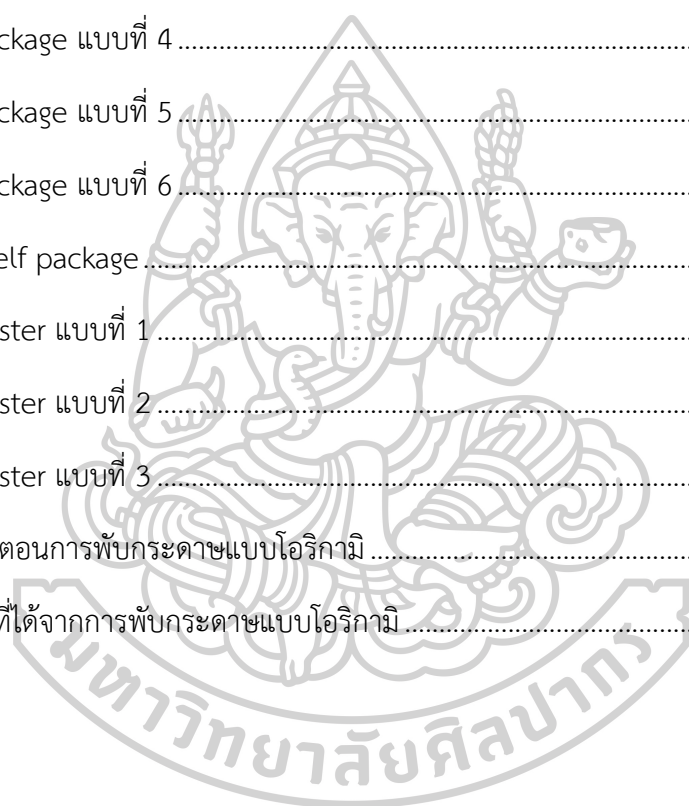 ckage แบบที่ 4
ckage แบบที่ 5
ckage แบบที่ 6
elf package
ster แบบที่ 1
ster แบบที่ 2
ster แบบที่ 3
ตอนการพับกระดาษแบบโอริกามิ
ที่ได้จากการพับกระดาษแบบโอริกามิ
มหาวิทยาลัยศิลปากร